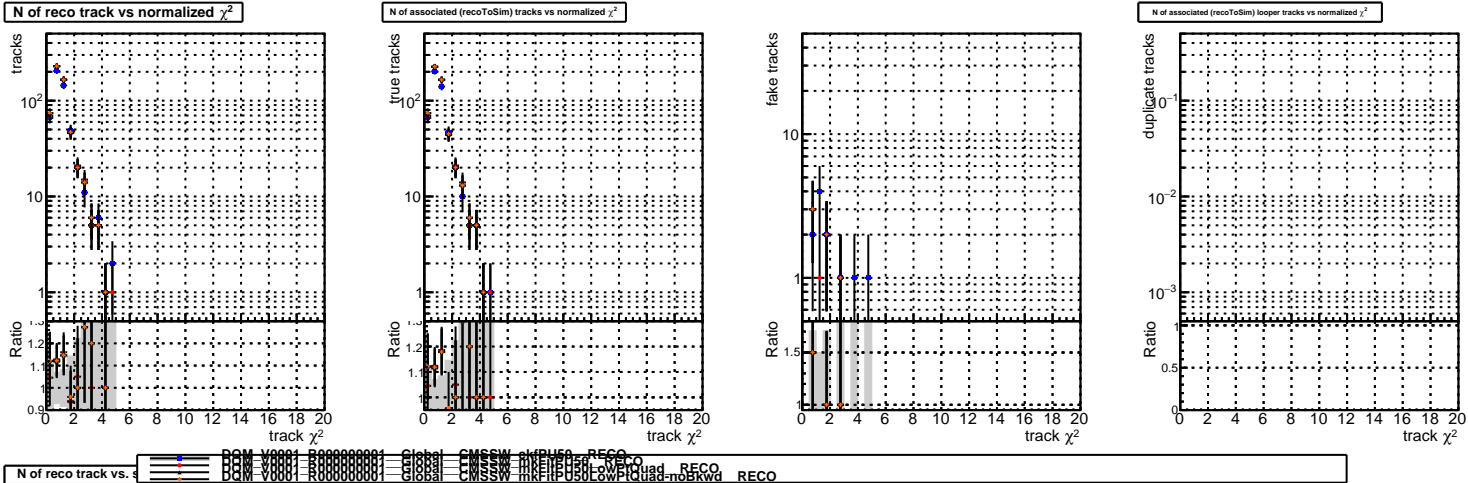 N of reco track vs normalized χ²
N of associated (recoToSim) tracks vs normalized χ²
N of associated (recoToSim) looper tracks vs normalized χ²
tracks
10²
10
1
Ratio
1.3
1.2
1.1
1
0.9
0 2 4 6 8 10 12 14 16 18 20
track χ²
true tracks
10²
10
1
Ratio
1.3
1.2
1.1
1
0 2 4 6 8 10 12 14 16 18 20
track χ²
fake tracks
10
1
Ratio
1.5
1
0 2 4 6 8 10 12 14 16 18 20
track χ²
duplicate tracks
10⁻¹
10⁻²
10⁻³
Ratio
1
0.5
0
0 2 4 6 8 10 12 14 16 18 20
track χ²
N of reco track vs. s
DQM_V0001_R000000001__Global__CMSSW_ckfPU50__RECO
DQM_V0001_R000000001__Global__CMSSW_mkFitPU50__RECO
DQM_V0001_R000000001__Global__CMSSW_mkFitPU50LowPtQuad__RECO
DQM_V0001_R000000001__Global__CMSSW_mkFitPU50LowPtQuad-noBkwd__RECO